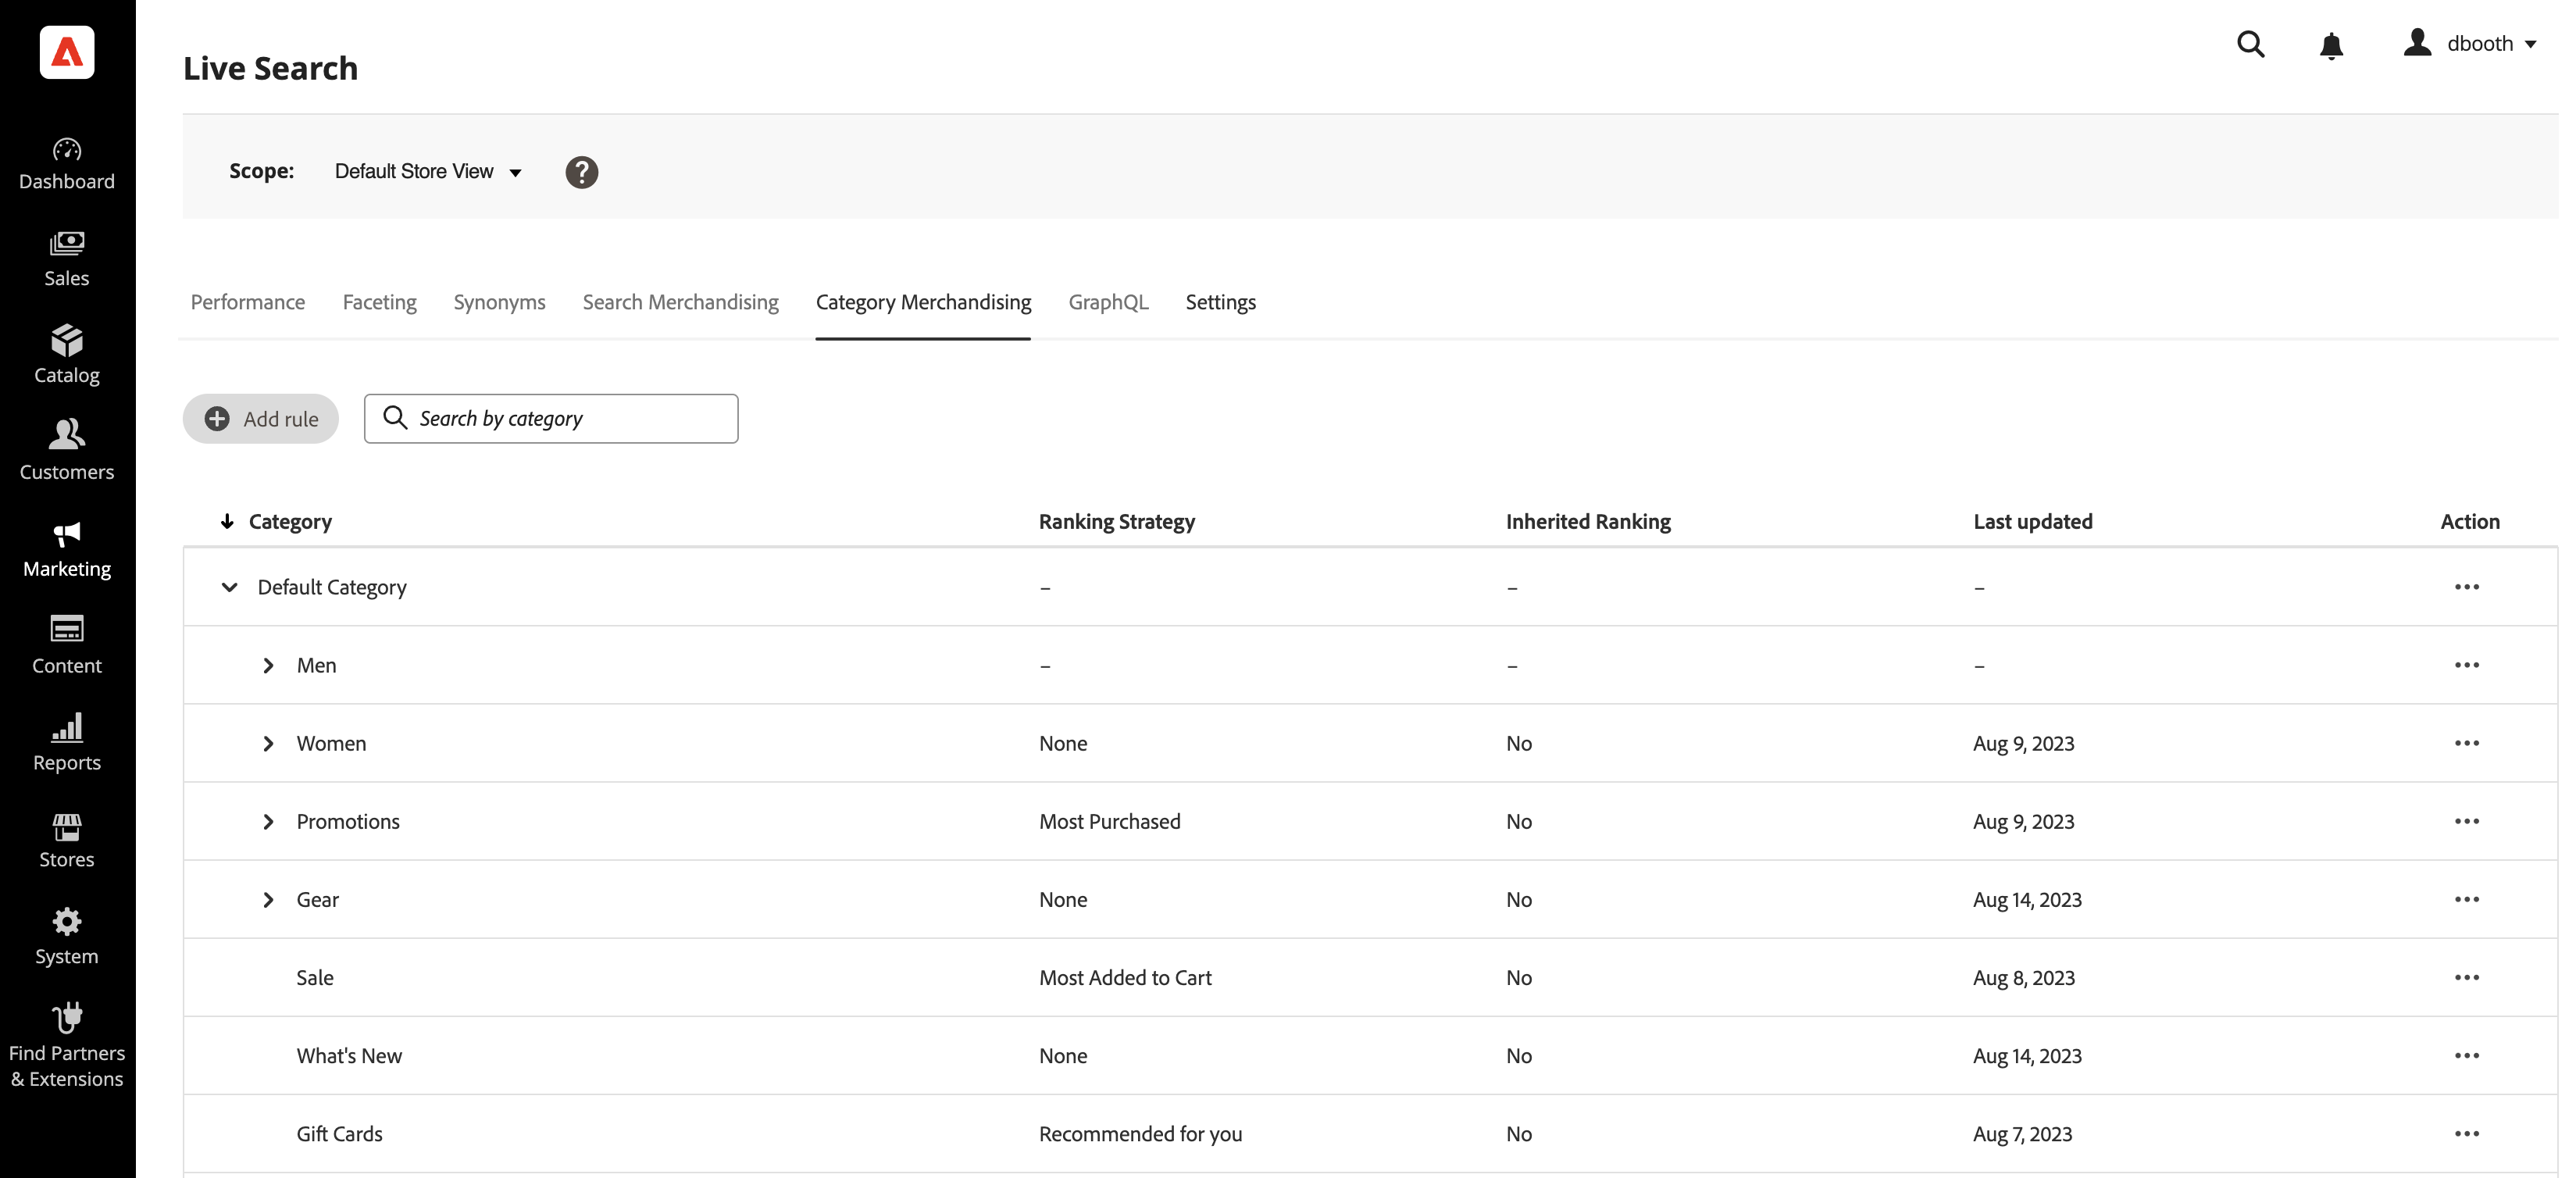 Live Search
dbooth
Scope: Default Store View ?
Dashboard
Sales
Catalog
Customers
Marketing
Content
Reports
Stores
System
Find Partners
& Extensions
Performance Faceting Synonyms Search Merchandising Category Merchandising GraphQL Settings
Add rule Search by category
Category Ranking Strategy Inherited Ranking Last updated Action
Default Category – – – •••
Men – – – •••
Women None No Aug 9, 2023 •••
Promotions Most Purchased No Aug 9, 2023 •••
Gear None No Aug 14, 2023 •••
Sale Most Added to Cart No Aug 8, 2023 •••
What's New None No Aug 14, 2023 •••
Gift Cards Recommended for you No Aug 7, 2023 •••